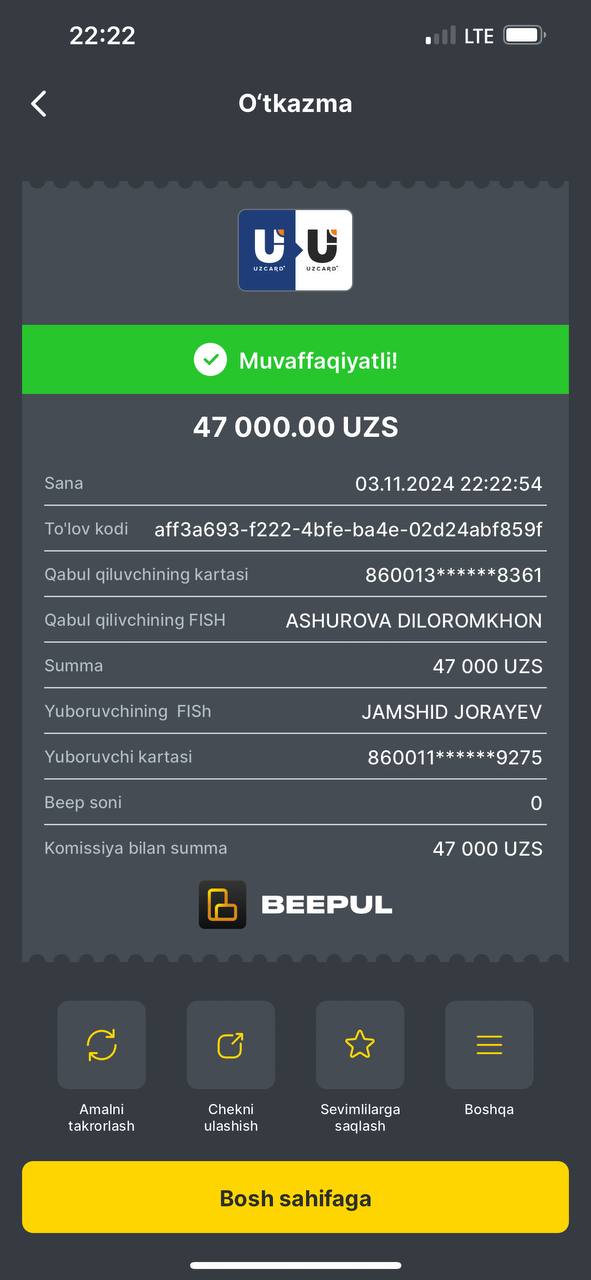 22:22 LTE
O‘tkazma
UZCARD UZCARD
Muvaffaqiyatli!
47 000.00 UZS
Sana 03.11.2024 22:22:54
To'lov kodi aff3a693-f222-4bfe-ba4e-02d24abf859f
Qabul qiluvchining kartasi 860013******8361
Qabul qilivchining FISH ASHUROVA DILOROMKHON
Summa 47 000 UZS
Yuboruvchining FISh JAMSHID JORAYEV
Yuboruvchi kartasi 860011******9275
Beep soni 0
Komissiya bilan summa 47 000 UZS
BEEPUL
Amalni takrorlash
Chekni ulashish
Sevimlilarga saqlash
Boshqa
Bosh sahifaga